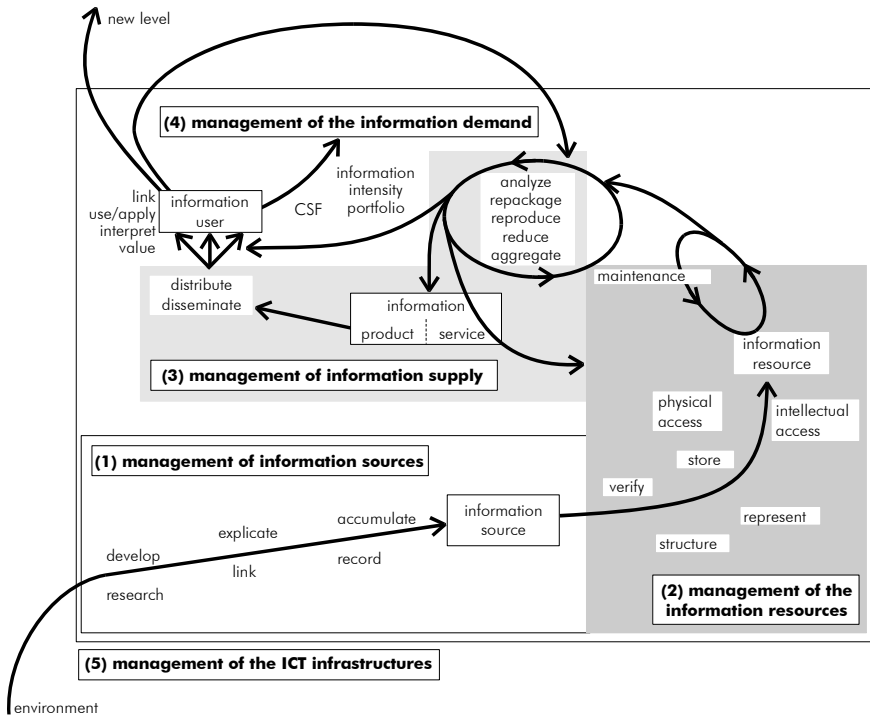 new level
(4) management of the information demand
information
intensity
portfolio
CSF
link
use/apply
interpret
value
information
user
analyze
repackage
reproduce
reduce
aggregate
maintenance
distribute
disseminate
information
product
service
information
resource
(3) management of information supply
physical
access
intellectual
access
(1) management of information sources
store
verify
information
source
represent
structure
accumulate
explicate
develop
link
record
research
(2) management of the
information resources
(5) management of the ICT infrastructures
environment